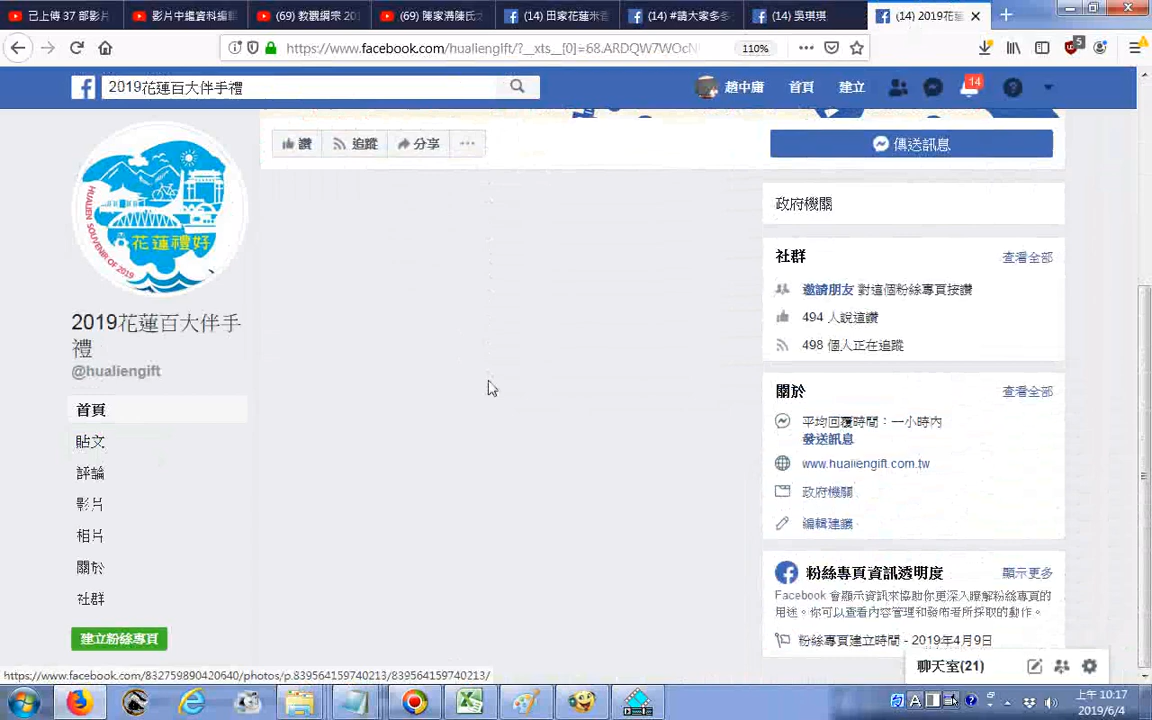 已上傳 37 部影片
影片中繼資料編輯
(69) 教觀綱宗 201
(69) 陳家溝陳氏太
(14) 田家花蓮米香
(14) #請大家多多
(14) 吳琪琪
(14) 2019花蓮
https://www.facebook.com/hualiengift/?__xts__[0]=68.ARDQW7WOcN
110%
5
2019花蓮百大伴手禮
趙中庸
首頁
建立
14
讚
追蹤
分享
傳送訊息
HUALIEN SOUVENIR OF 2019
花蓮禮好
2019花蓮百大伴手
禮
@hualiengift
首頁
貼文
評論
影片
相片
關於
社群
建立粉絲專頁
政府機關
社群
查看全部
邀請朋友 對這個粉絲專頁按讚
494 人說這讚
498 個人正在追蹤
關於
查看全部
平均回覆時間：一小時內
發送訊息
www.hualiengift.com.tw
政府機關
編輯建議
粉絲專頁資訊透明度
顯示更多
Facebook 會顯示資訊來協助你更深入瞭解粉絲專頁的
用途。你可以查看內容管理和發佈者所採取的動作。
粉絲專頁建立時間 - 2019年4月9日
聊天室(21)
https://www.facebook.com/832759890420640/photos/p.839564159740213/839564159740213/
上午 10:17
2019/6/4